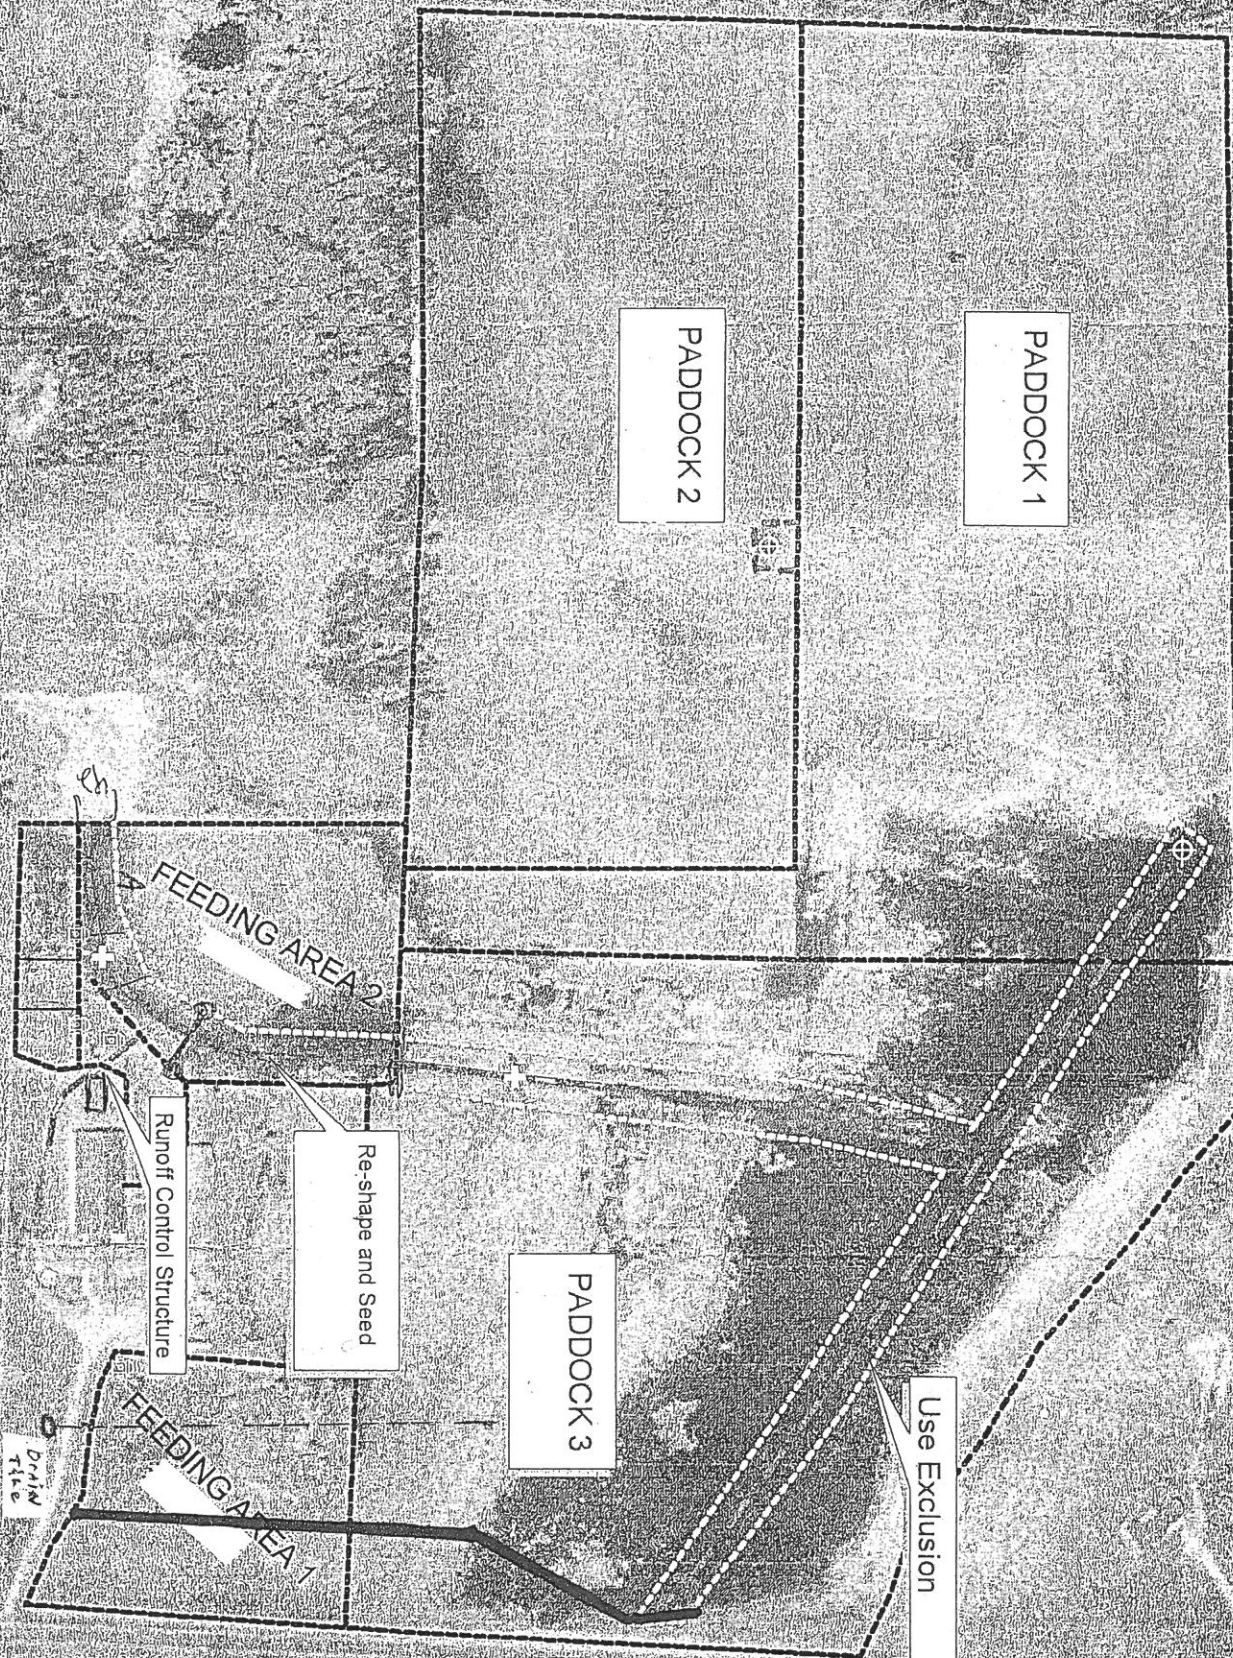 PADDOCK 1
PADDOCK 2
FEEDING AREA 2
Re-shape and Seed
Runoff Control Structure
PADDOCK 3
Use Exclusion
FEEDING AREA 1
DrAiN
TiLe